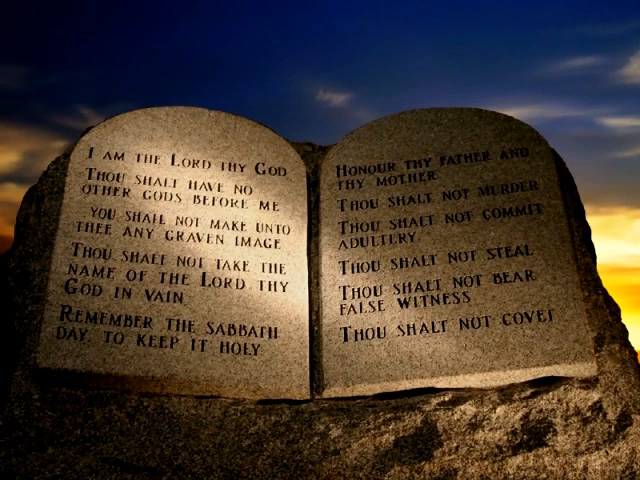 I AM THE LORD THY GOD
THOU SHALT HAVE NO
OTHER GODS BEFORE ME
YOU SHALL NOT MAKE UNTO
THEE ANY GRAVEN IMAGE
THOU SHALT NOT TAKE THE
NAME OF THE LORD THY
GOD IN VAIN.
REMEMBER THE SABBATH
DAY, TO KEEP IT HOLY
HONOUR THY FATHER AND
THY MOTHER
THOU SHALT NOT MURDER
THOU SHALT NOT COMMIT
ADULTERY.
THOU SHALT NOT STEAL
THOU SHALT NOT BEAR
FALSE WITNESS
THOU SHALT NOT COVET